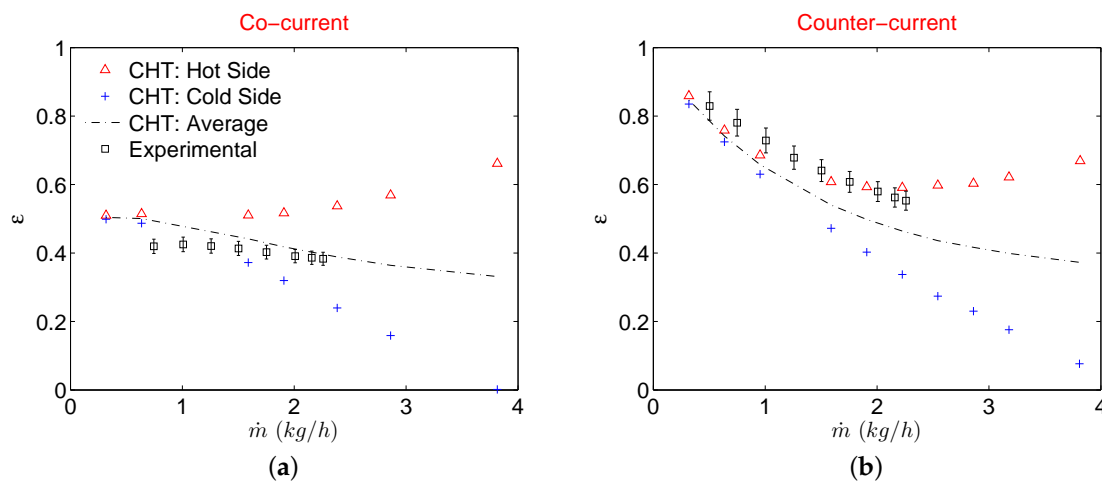 Co-current
1
0.8
0.6
0.4
0.2
0
ε
CHT: Hot Side
CHT: Cold Side
CHT: Average
Experimental
0 1 2 3 4
ṁ (kg/h)
(a)
Counter-current
1
0.8
0.6
0.4
0.2
0
ε
0 1 2 3 4
ṁ (kg/h)
(b)